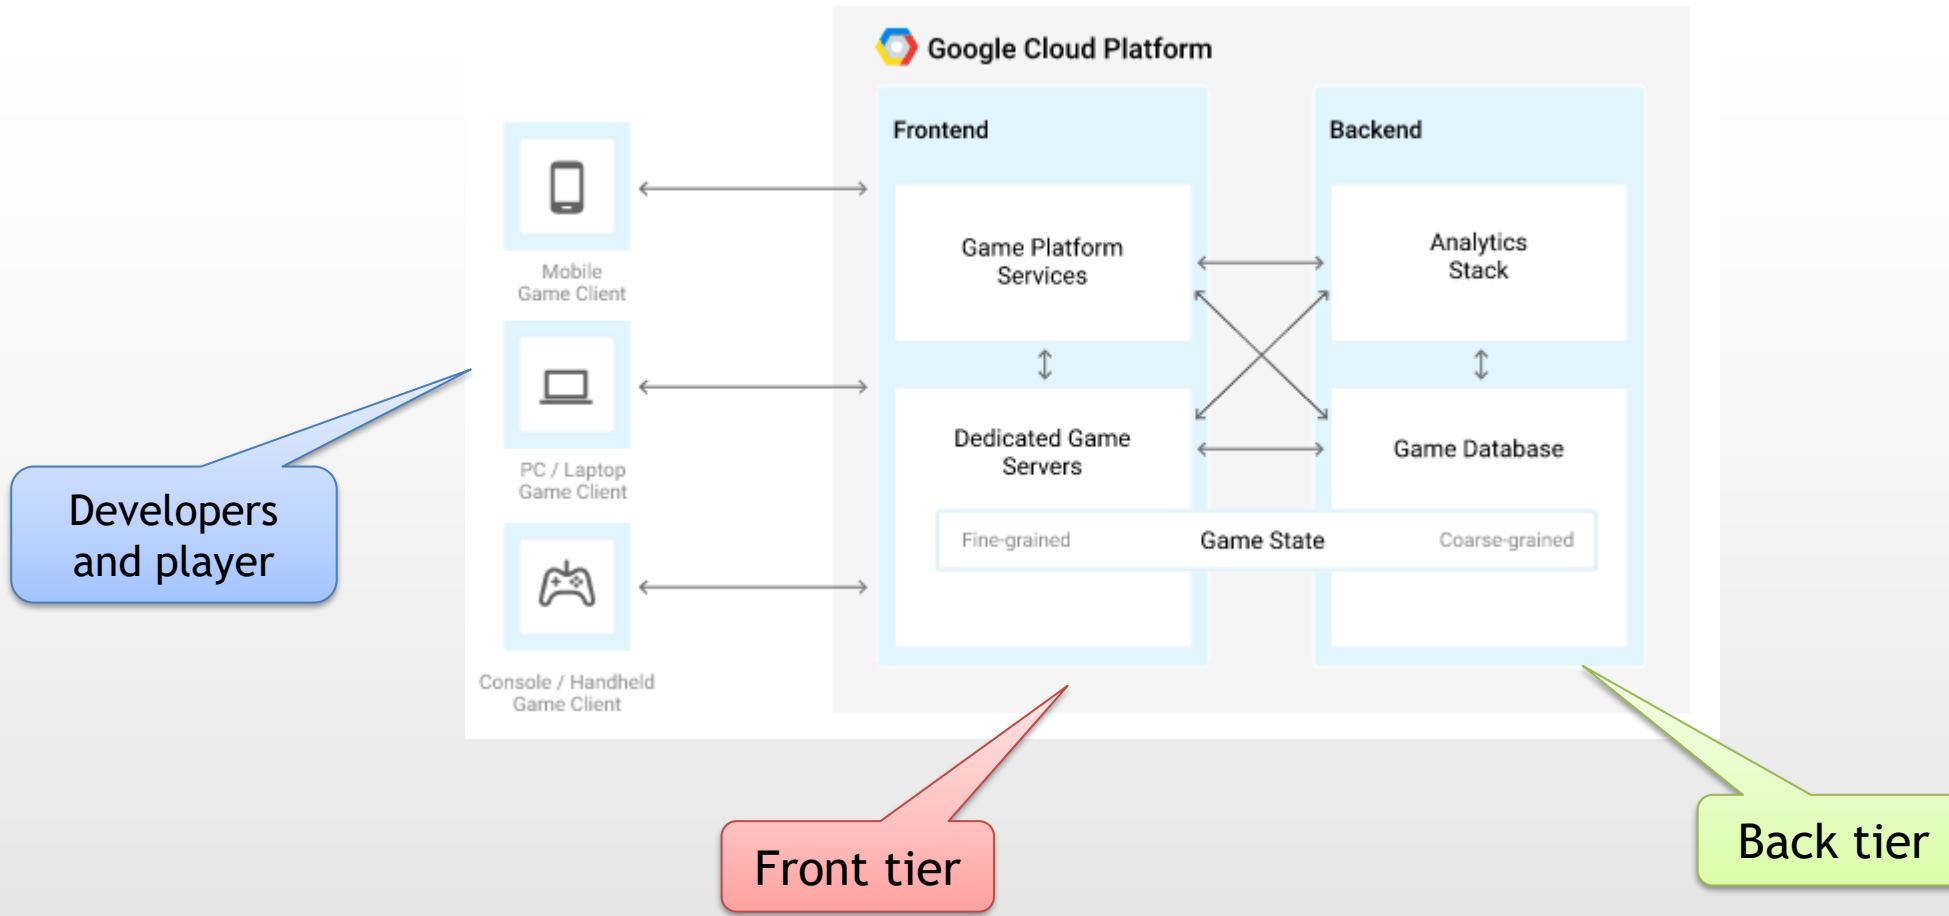 Google Cloud Platform
Frontend
Backend
Mobile
Game Client
Game Platform
Services
Analytics
Stack
PC / Laptop
Game Client
Dedicated Game
Servers
Game Database
Fine-grained
Game State
Coarse-grained
Console / Handheld
Game Client
Developers
and player
Front tier
Back tier